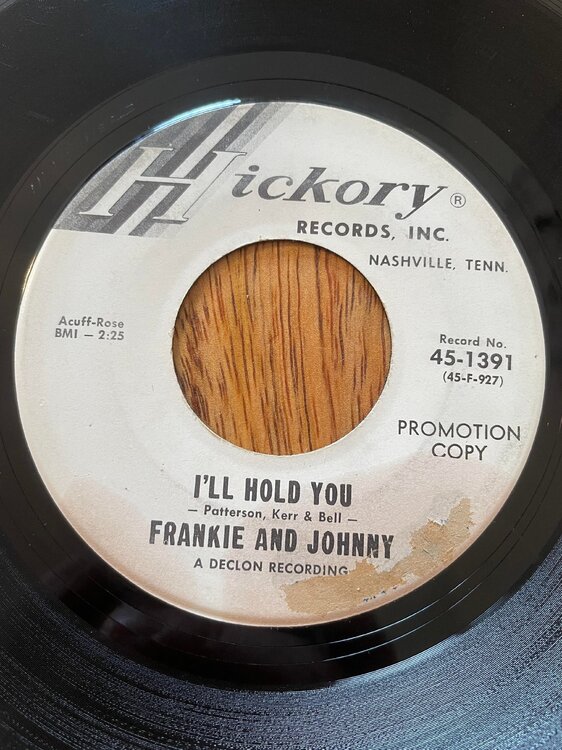 Hickory ®
RECORDS, INC.
NASHVILLE, TENN.
Acuff-Rose
BMI — 2:25
Record No.
45-1391
(45-F-927)
PROMOTION
COPY
I'LL HOLD YOU
— Patterson, Kerr & Bell —
FRANKIE AND JOHNNY
A DECLON RECORDING